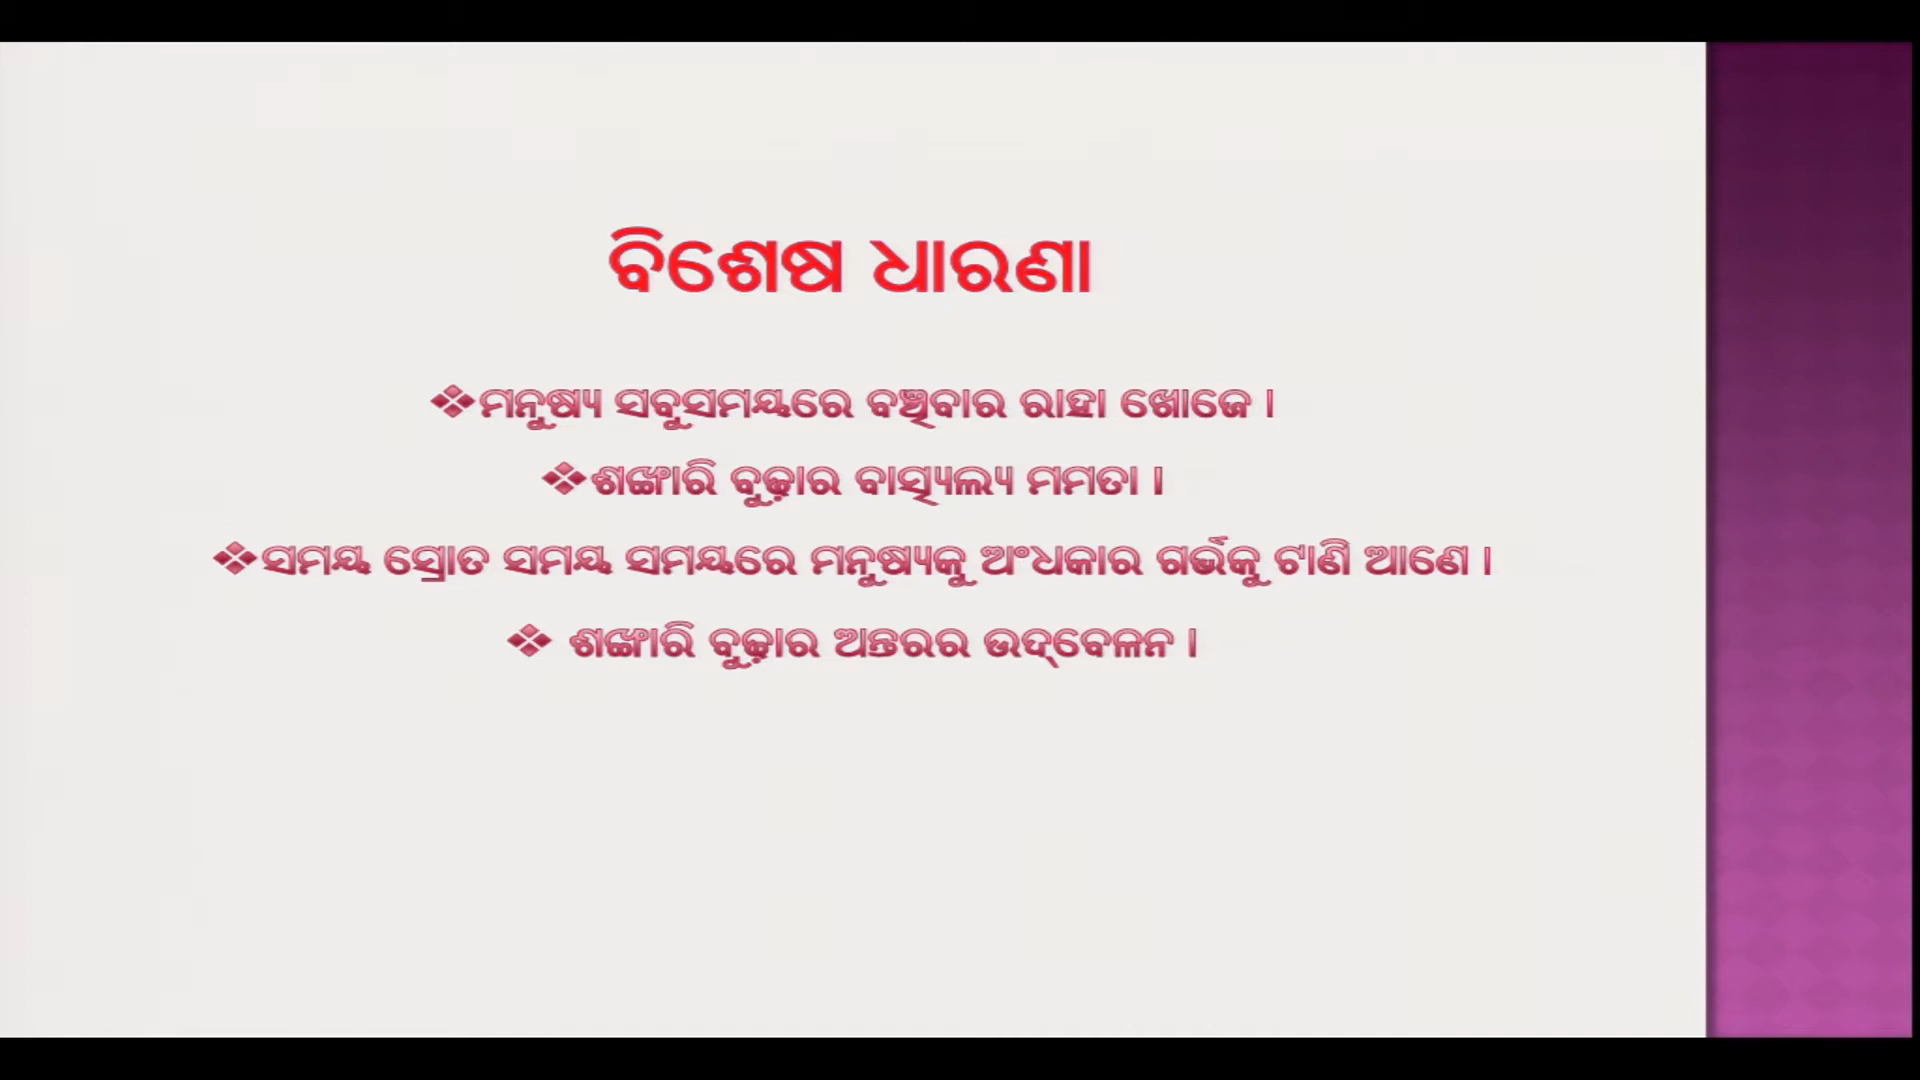 ବିଶେଷ ଧାରଣା
❖ମନୁଷ୍ୟ ସବୁସମୟରେ ବଞ୍ଚିବାର ରାହା ଖୋଜେ ।
❖ଶଙ୍ଖାରି ବୁଢ଼ାର ବାତ୍ସ୍ୟଲ୍ୟ ମମତା ।
❖ସମୟ ସ୍ରୋତ ସମୟ ସମୟରେ ମନୁଷ୍ୟକୁ ଅଂଧକାର ଗର୍ଭକୁ ଟାଣି ଆଣେ ।
❖ ଶଙ୍ଖାରି ବୁଢ଼ାର ଅନ୍ତରର ଉଦ୍‌ବେଳନ ।